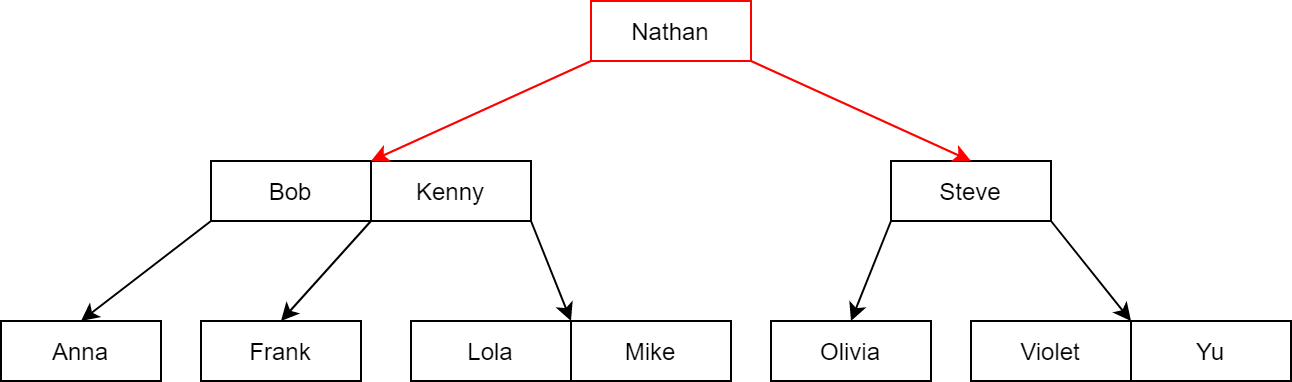 Nathan
Bob Kenny Steve
Anna Frank Lola Mike Olivia Violet Yu